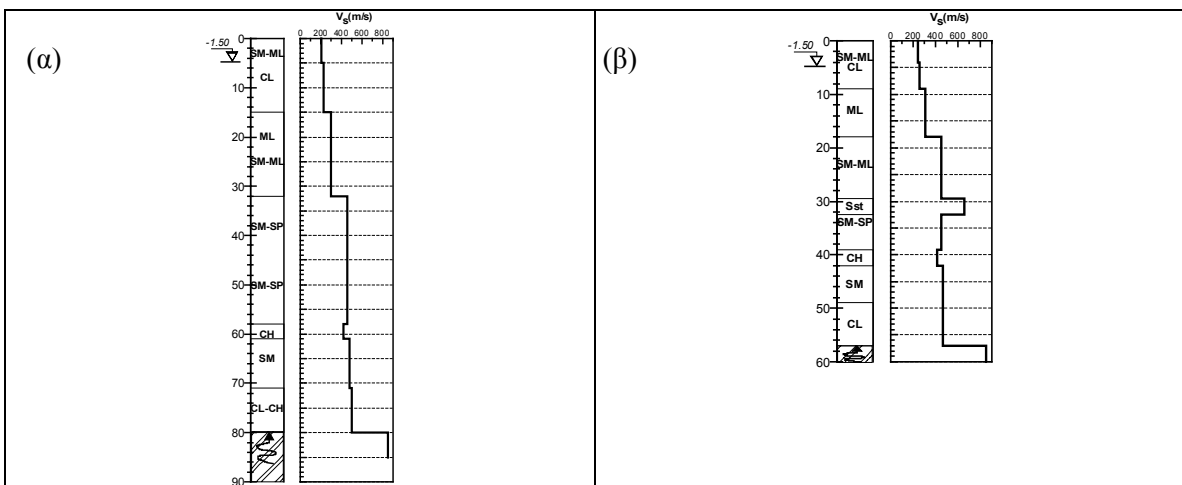 (α)
V_S(m/s)
0 200 400 600 800
-1.50
0
10
20
30
40
50
60
70
80
90
SM-ML
CL
ML
SM-ML
SM-SP
SM-SP
CH
SM
CL-CH
(β)
V_S(m/s)
0 200 400 600 800
-1.50
0
10
20
30
40
50
60
SM-ML
CL
ML
SM-ML
Sst
SM-SP
CH
SM
CL